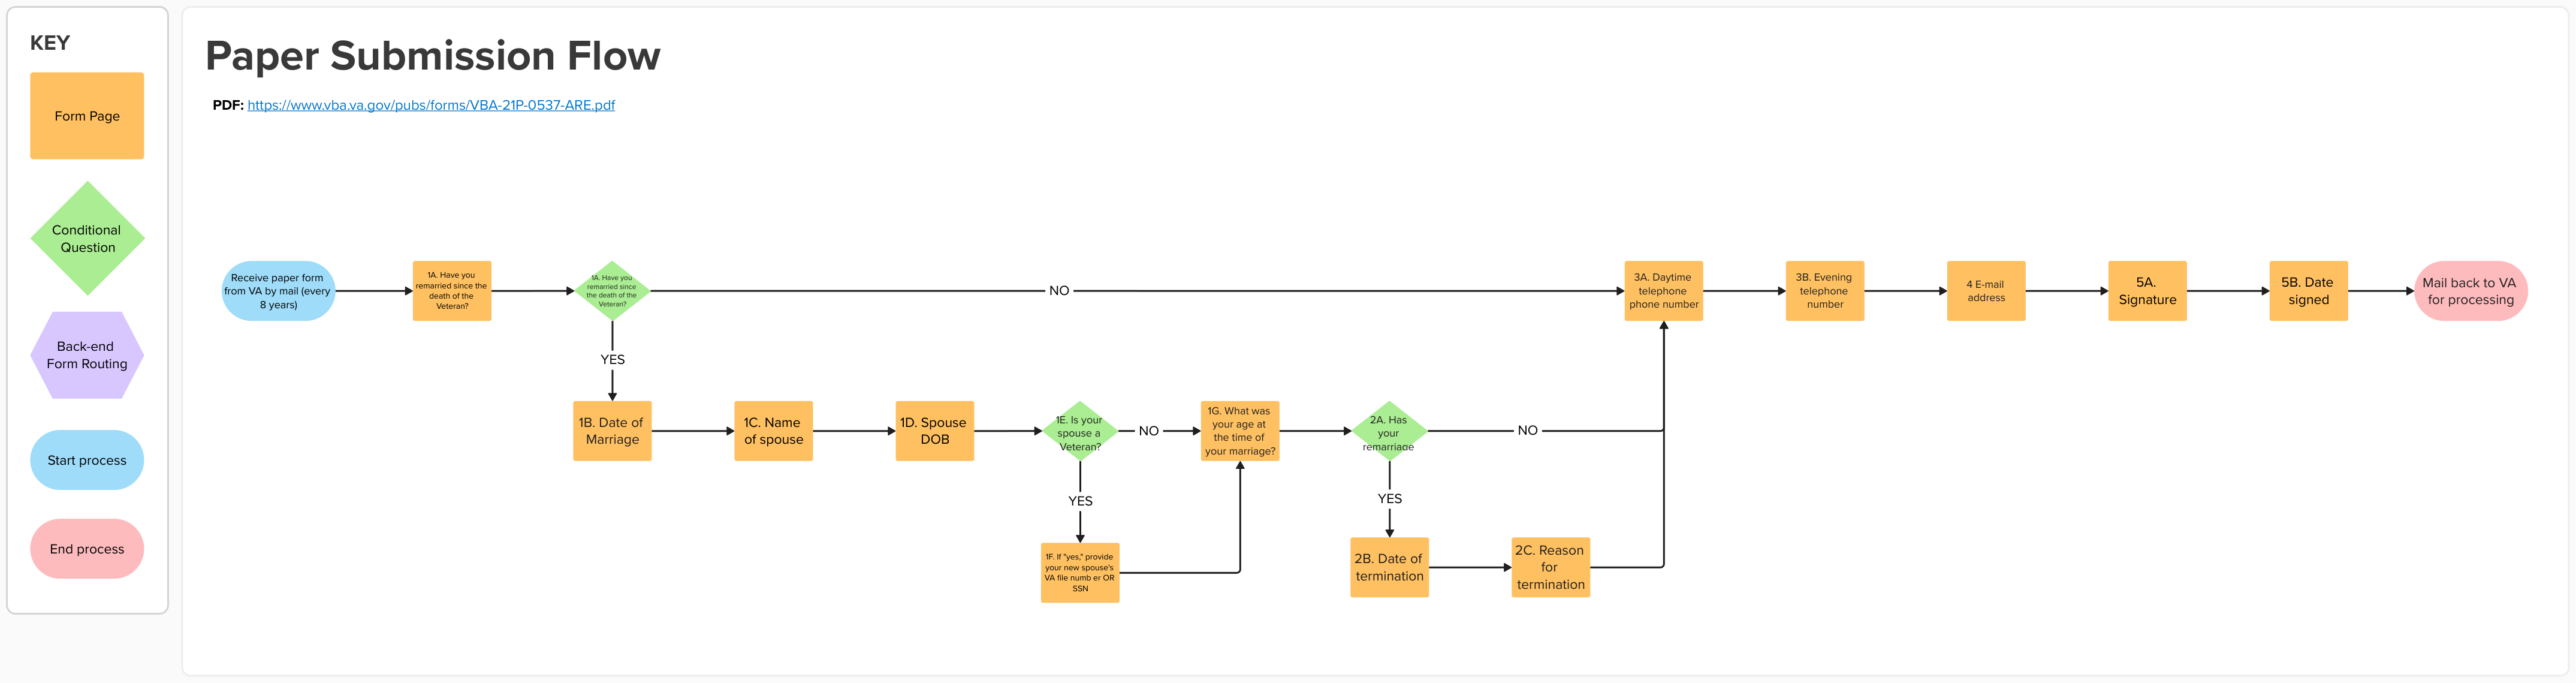 KEY
Form Page
Conditional
Question
Back-end
Form Routing
Start process
End process
Paper Submission Flow
PDF: https://www.vba.va.gov/pubs/forms/VBA-21P-0537-ARE.pdf
Receive paper form
from VA by mail (every
8 years)
1A. Have you
remarried since the
death of the
Veteran?
1A. Have you
remarried since
the death of the
Veteran?
NO
3A. Daytime
telephone
phone number
3B. Evening
telephone
number
4 E-mail
address
5A.
Signature
5B. Date
signed
Mail back to VA
for processing
YES
1B. Date of
Marriage
1C. Name
of spouse
1D. Spouse
DOB
1E. Is your
spouse a
Veteran?
NO
1G. What was
your age at
the time of
your marriage?
2A. Has
your
remarriage
NO
YES
1F. If "yes," provide
your new spouse's
VA file numb er OR
SSN
YES
2B. Date of
termination
2C. Reason
for
termination